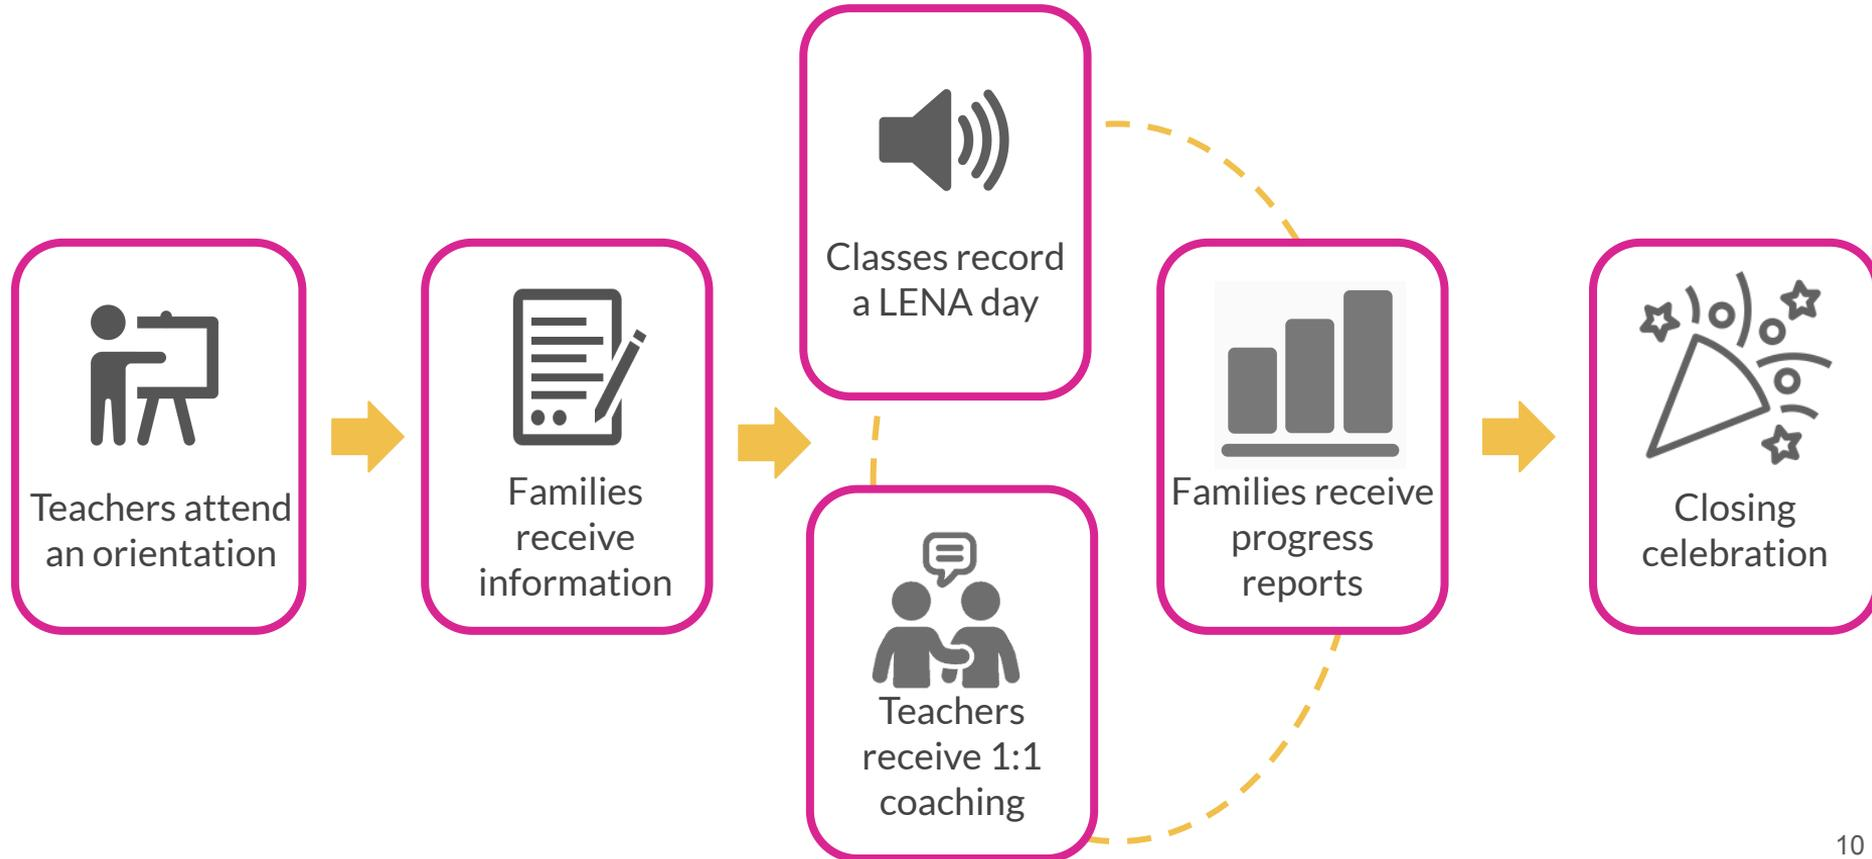 Teachers attend
an orientation
Families
receive
information
Classes record
a LENA day
Teachers
receive 1:1
coaching
Families receive
progress
reports
Closing
celebration
10